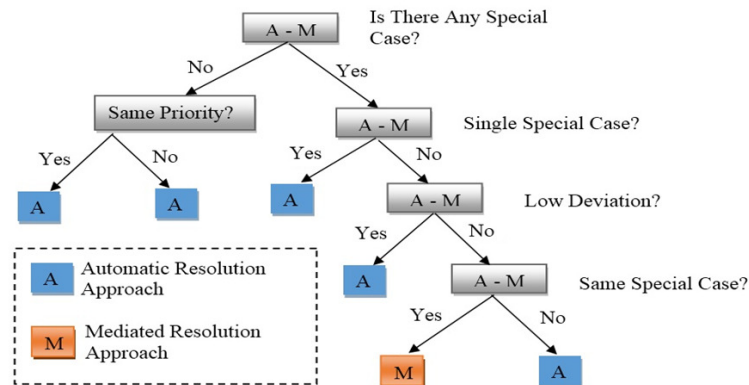 Is There Any Special
Case?
A - M
No
Yes
Same Priority?
A - M
Single Special Case?
Yes
No
Yes
No
A
A
A
A - M
Low Deviation?
Yes
No
A
A - M
Same Special Case?
Yes
No
M
A
A
Automatic Resolution
Approach
M
Mediated Resolution
Approach